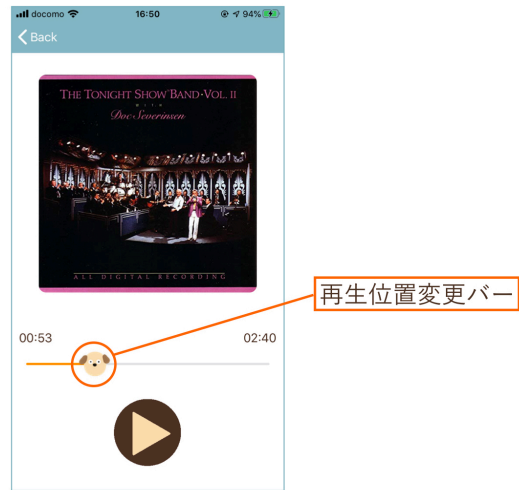 docomo 16:50 94%
Back
THE TONIGHT SHOW BAND·VOL. II
WITH
Doc Severinsen
ALL DIGITAL RECORDING
再生位置変更バー
00:53 02:40